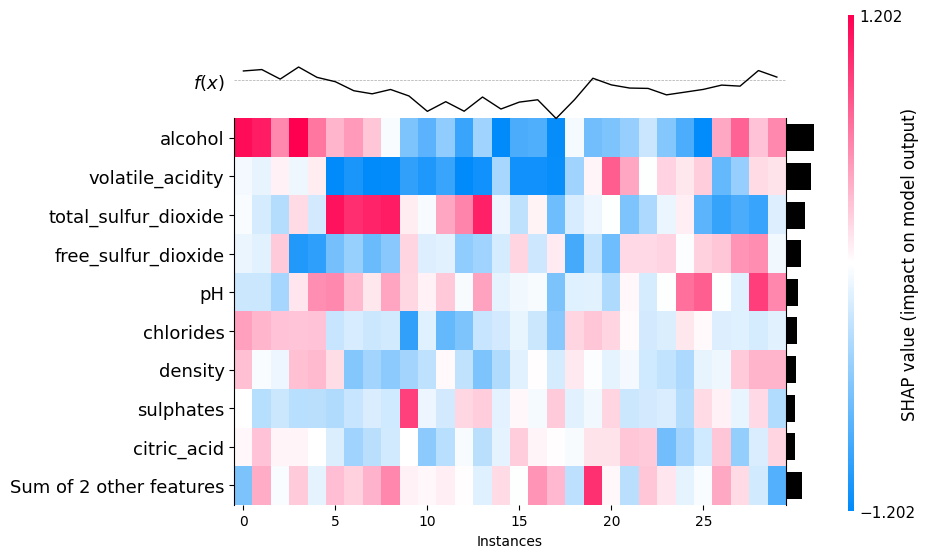 1.202
f(x)
alcohol
volatile_acidity
total_sulfur_dioxide
free_sulfur_dioxide
pH
chlorides
density
sulphates
citric_acid
Sum of 2 other features
0 5 10 15 20 25
Instances
SHAP value (impact on model output)
−1.202